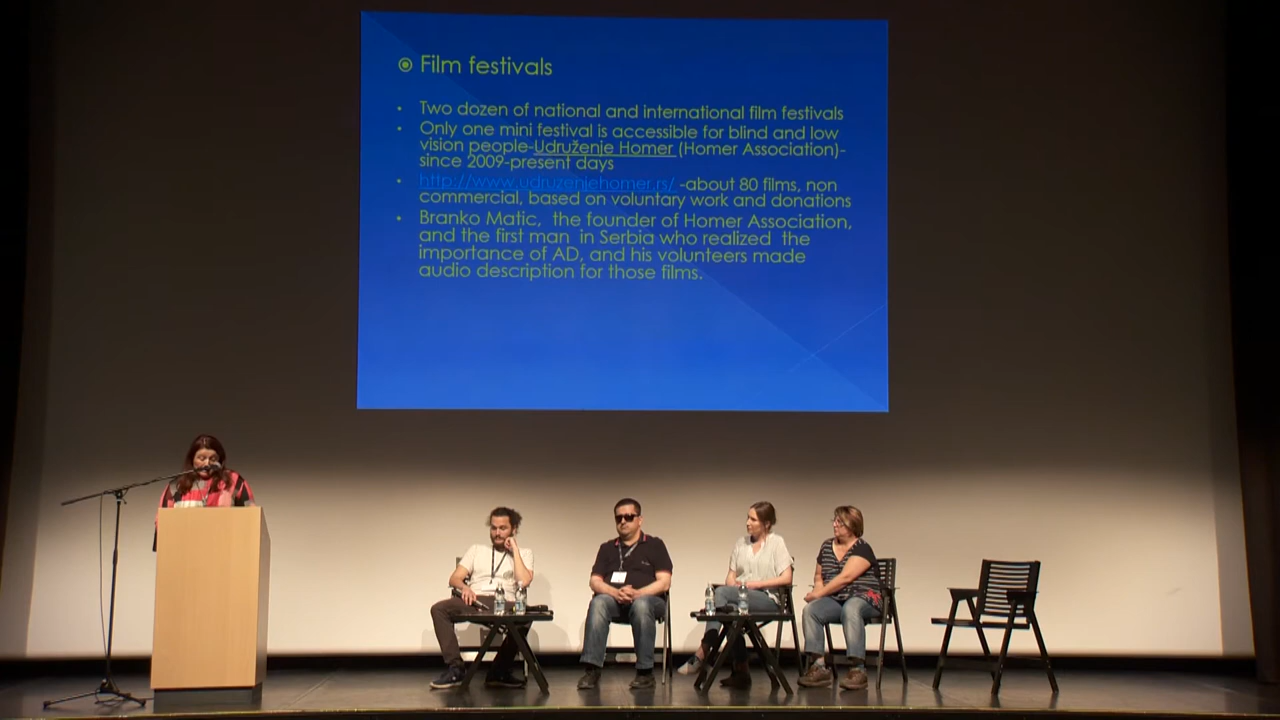 Film festivals
Two dozen of national and international film festivals
Only one mini festival is accessible for blind and low
vision people-Udruženje Homer (Homer Association)-
since 2009-present days
http://www.udruzenjehomer.rs/ -about 80 films, non
commercial, based on voluntary work and donations
Branko Matic, the founder of Homer Association,
and the first man in Serbia who realized the
importance of AD, and his volunteers made
audio description for those films.